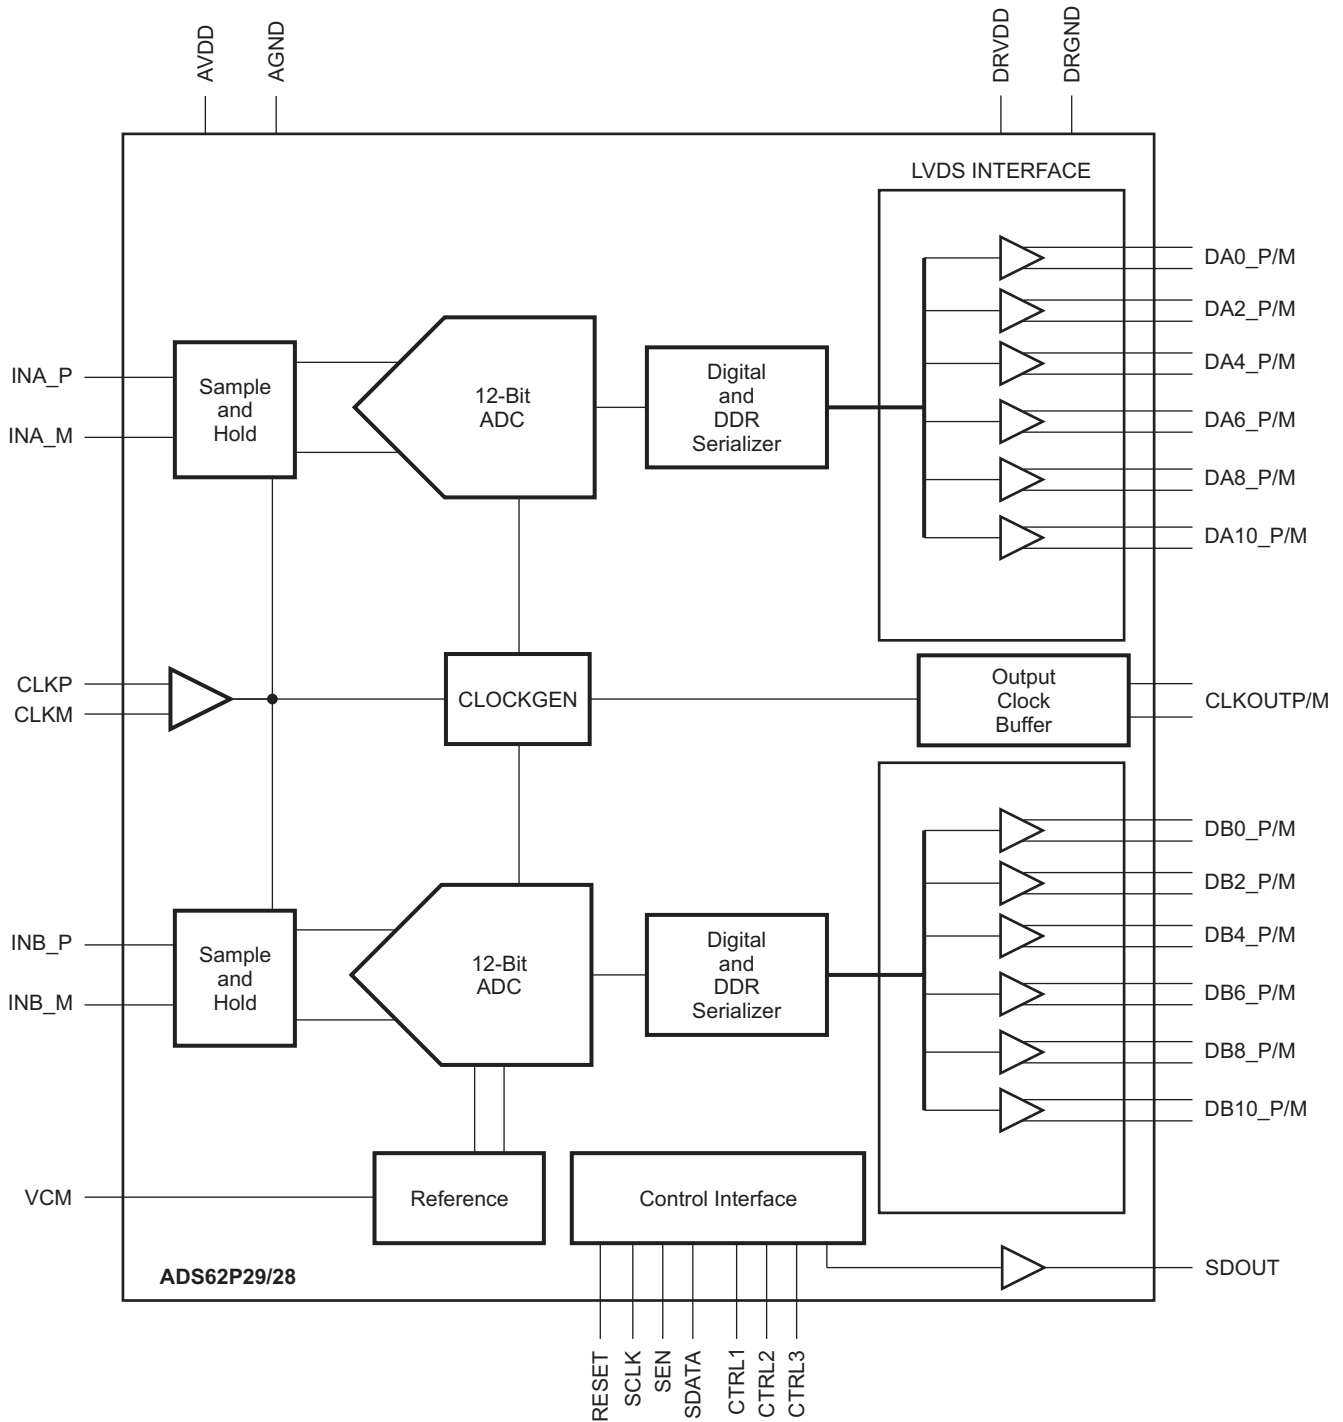 AVDD
AGND
DRVDD
DRGND
LVDS INTERFACE
DA0_P/M
DA2_P/M
INA_P
Sample
and
Hold
INA_M
12-Bit
ADC
Digital
and
DDR
Serializer
DA4_P/M
DA6_P/M
DA8_P/M
DA10_P/M
CLKP
CLKM
CLOCKGEN
Output
Clock
Buffer
CLKOUTP/M
DB0_P/M
DB2_P/M
INB_P
Sample
and
Hold
INB_M
12-Bit
ADC
Digital
and
DDR
Serializer
DB4_P/M
DB6_P/M
DB8_P/M
DB10_P/M
VCM
Reference
Control Interface
ADS62P29/28
SDOUT
RESET
SCLK
SEN
SDATA
CTRL1
CTRL2
CTRL3